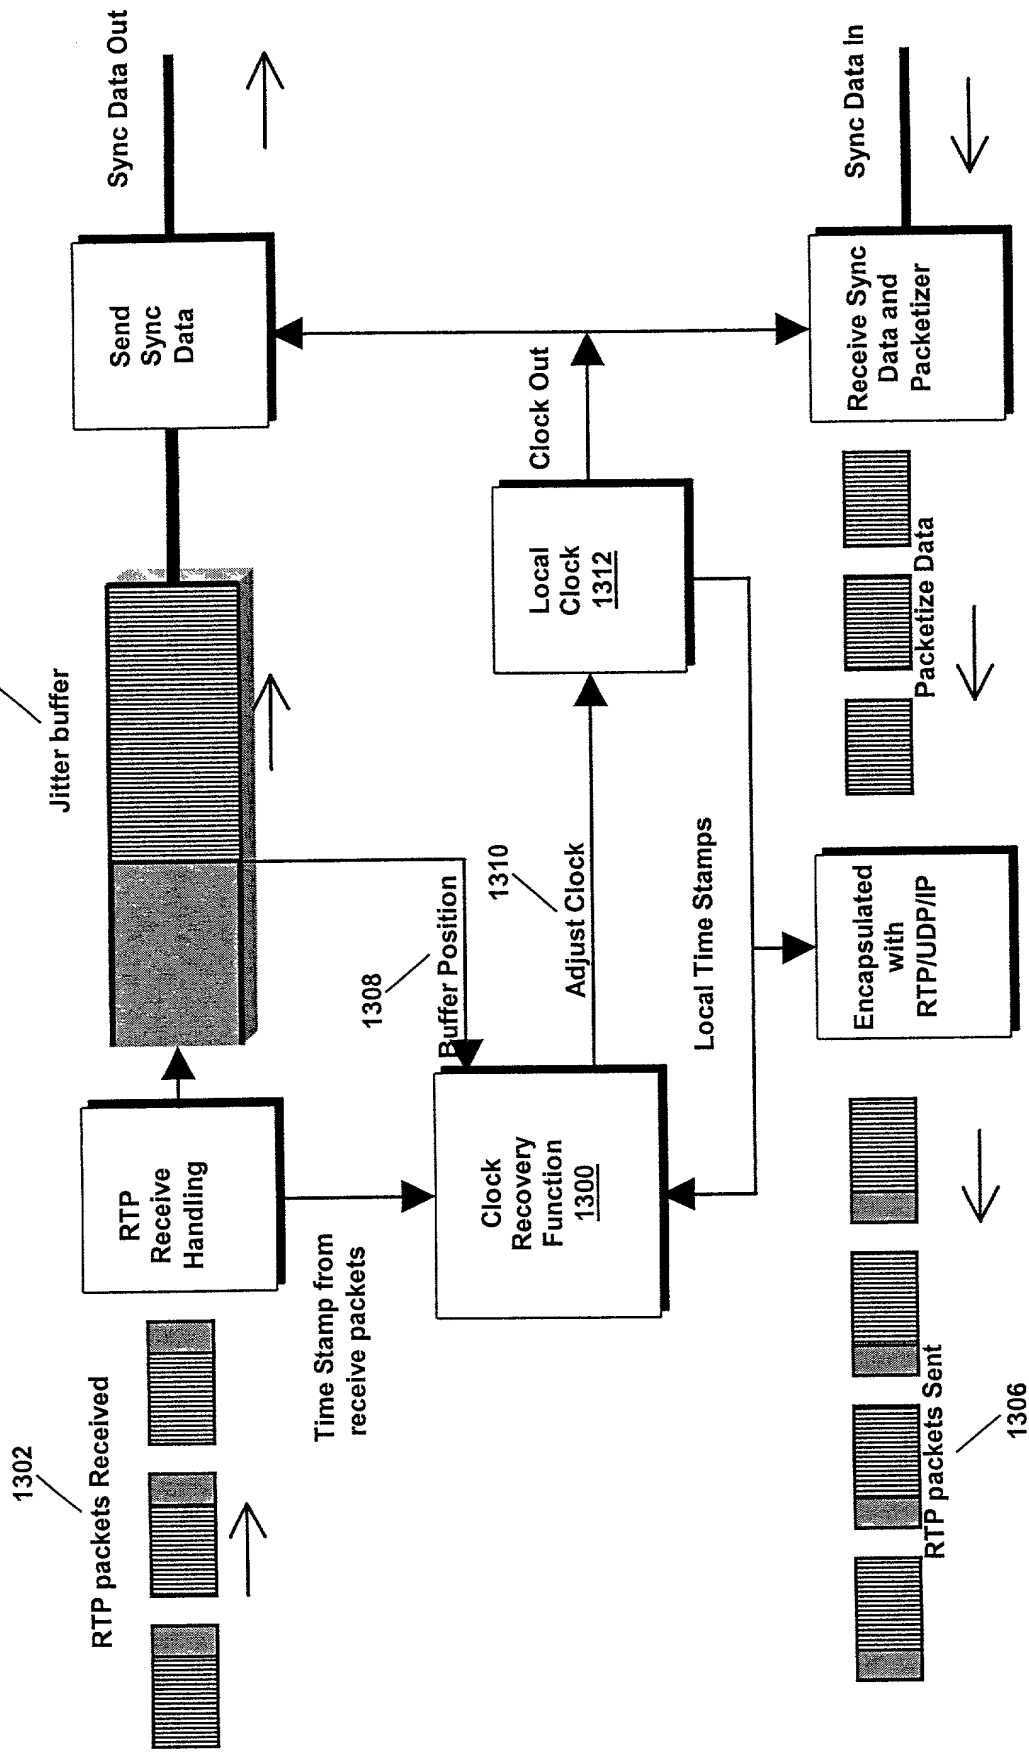 1302
RTP packets Received
RTP
Receive
Handling
Jitter buffer
Send
Sync
Data
Sync Data Out
Time Stamp from
receive packets
1308
Buffer Position
Clock
Recovery
Function
1300
1310
Adjust Clock
Local
Clock
1312
Clock Out
Local Time Stamps
RTP packets Sent
1306
Encapsulated
with
RTP/UDP/IP
Packetize Data
Receive Sync
Data and
Packetizer
Sync Data In